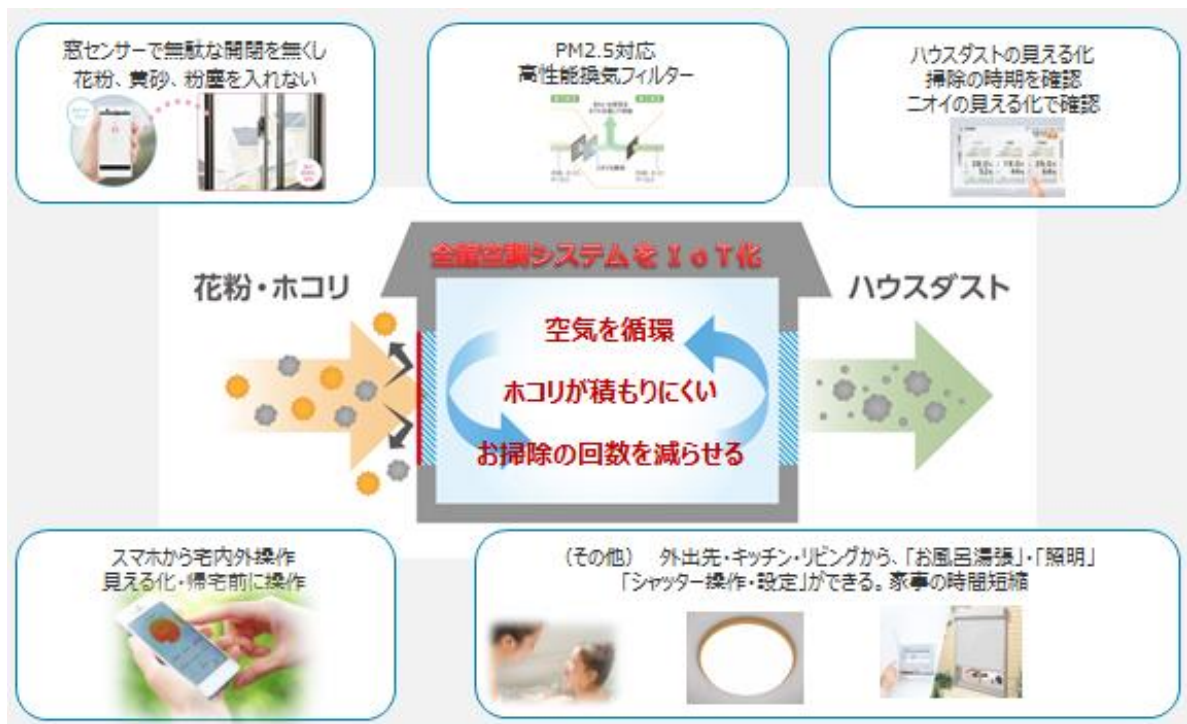 窓センサーで無駄な開閉を無くし
花粉、黄砂、粉塵を入れない
PM2.5対応
高性能換気フィルター
ハウスダストの見える化
掃除の時期を確認
ニオイの見える化で確認
全館空調システムをIoT化
花粉・ホコリ
ハウスダスト
空気を循環
ホコリが積もりにくい
お掃除の回数を減らせる
スマホから宅内外操作
見える化・帰宅前に操作
（その他）　外出先・キッチン・リビングから、「お風呂湯張」・「照明」
「シャッター操作・設定」ができる。家事の時間短縮